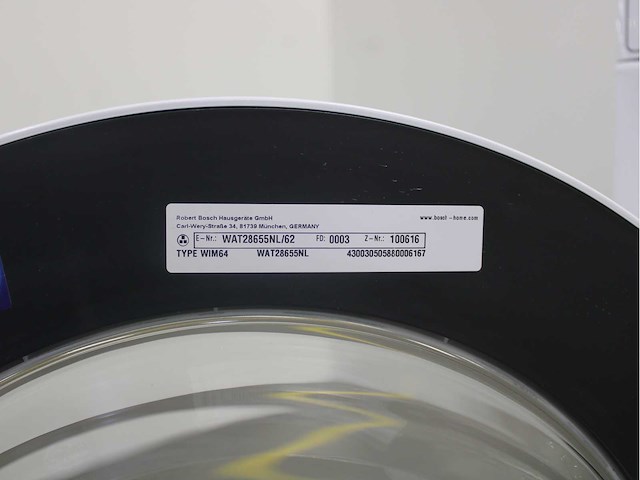 Robert Bosch Hausgeräte GmbH www.bosch-home.com
Carl-Wery-Straße 34, 81739 München, GERMANY
E-Nr.: WAT28655NL/62 FD: 0003 Z-Nr.: 100616
TYPE WIM64 WAT28655NL 430030505880006167